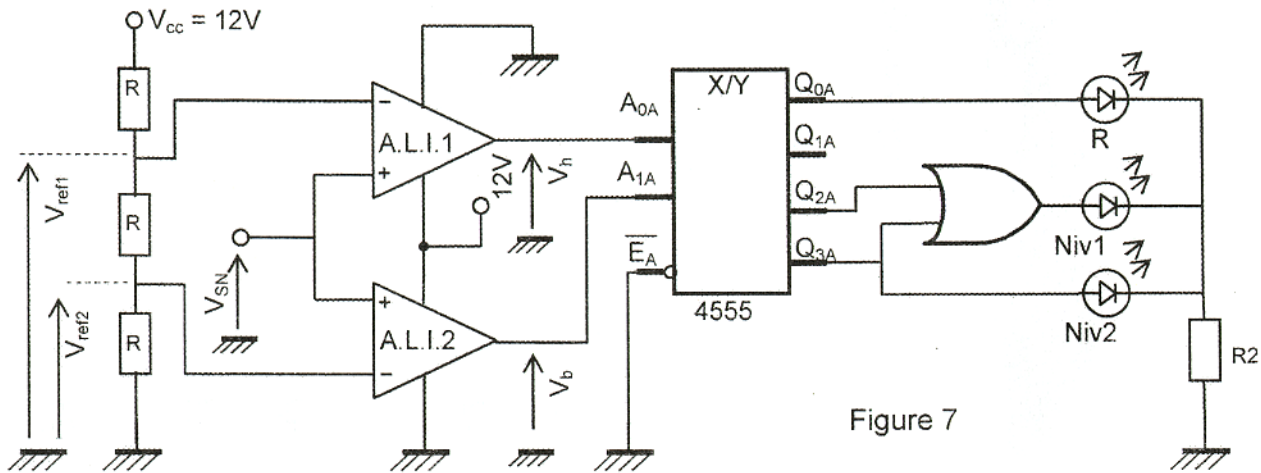 V_cc = 12V
R
R
R
V_ref1
V_ref2
V_SN
A.L.I.1
A.L.I.2
−
+
+
−
12V
V_h
V_b
A_0A
A_1A
E_A
X/Y
4555
Q_0A
Q_1A
Q_2A
Q_3A
R
Niv1
Niv2
R2
Figure 7